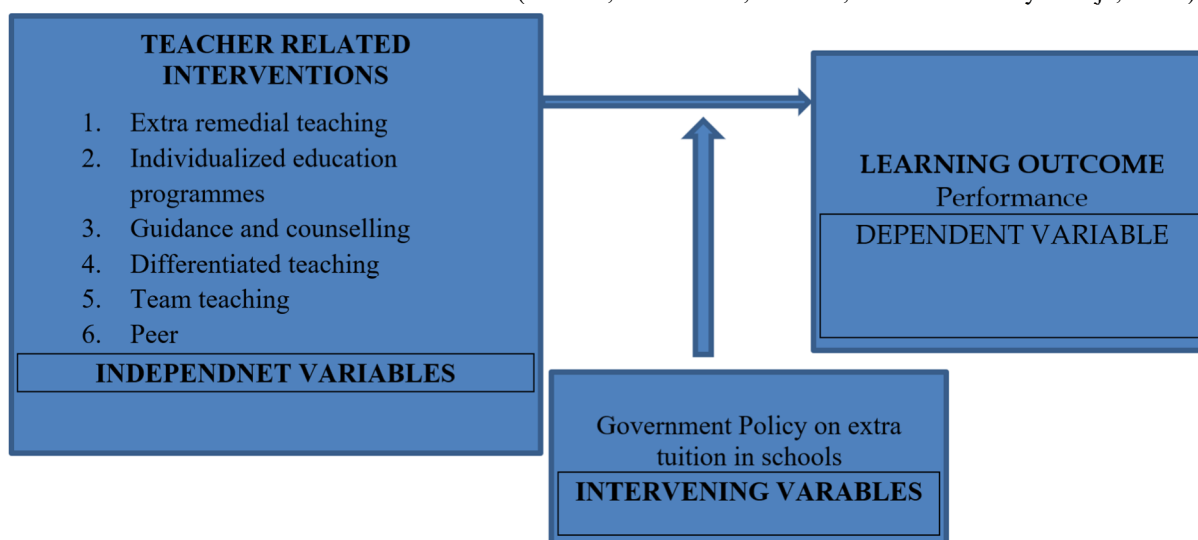 TEACHER RELATED
INTERVENTIONS
1. Extra remedial teaching
2. Individualized education
programmes
3. Guidance and counselling
4. Differentiated teaching
5. Team teaching
6. Peer
INDEPENDNET VARIABLES
LEARNING OUTCOME
Performance
DEPENDENT VARIABLE
Government Policy on extra
tuition in schools
INTERVENING VARABLES